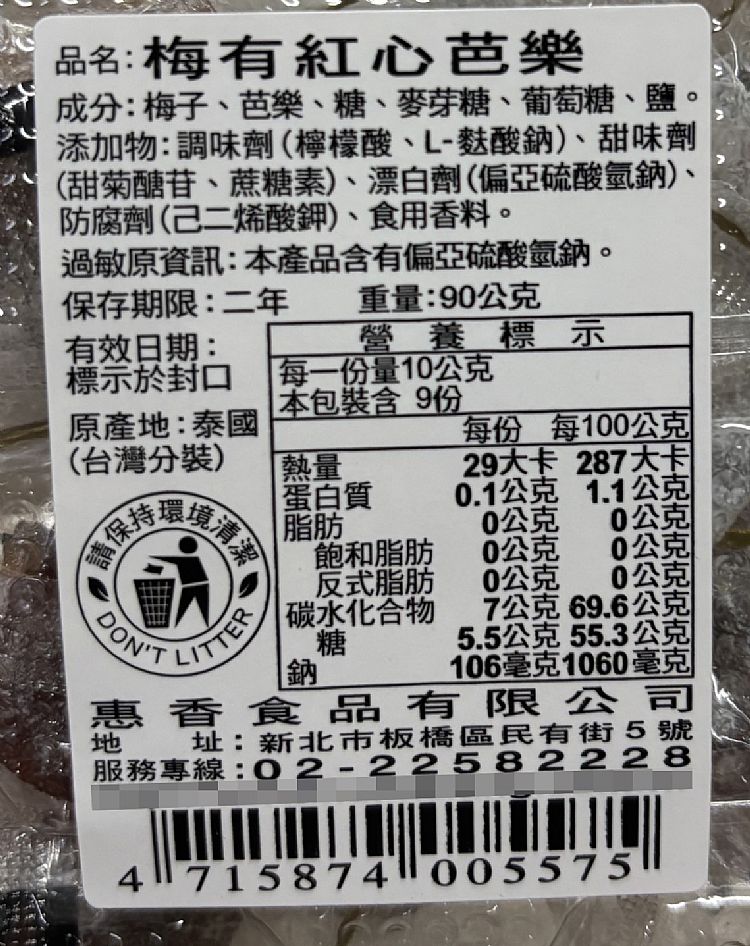 品名:梅有紅心芭樂
成分:梅子、芭樂、糖、麥芽糖、葡萄糖、鹽。
添加物:調味劑(檸檬酸、L-麩酸鈉)、甜味劑
(甜菊醣苷、蔗糖素)、漂白劑(偏亞硫酸氫鈉)、
防腐劑(己二烯酸鉀)、食用香料。
過敏原資訊:本產品含有偏亞硫酸氫鈉。
保存期限:二年 重量:90公克
有效日期:
標示於封口
原產地:泰國
(台灣分裝)
營養標示
每一份量10公克
本包裝含 9份
每份 每100公克
熱量 29大卡 287大卡
蛋白質 0.1公克 1.1公克
脂肪 0公克 0公克
飽和脂肪 0公克 0公克
反式脂肪 0公克 0公克
碳水化合物 7公克 69.6公克
糖 5.5公克 55.3公克
鈉 106毫克 1060毫克
請保持環境清潔
DON'T LITTER
惠香食品有限公司
地 址:新北市板橋區民有街5號
服務專線:02-22582228
4 715874 005575